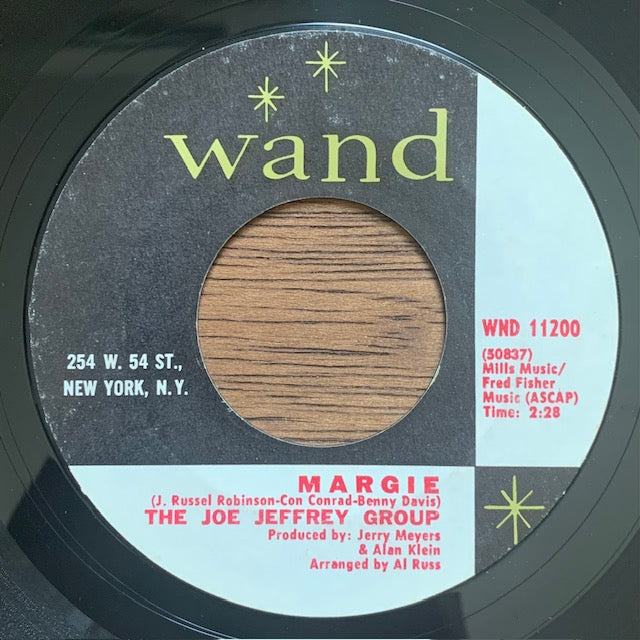 wand
254 W. 54 ST.,
NEW YORK, N.Y.
WND 11200
(50837)
Mills Music/
Fred Fisher
Music (ASCAP)
Time: 2:28
MARGIE
(J. Russel Robinson-Con Conrad-Benny Davis)
THE JOE JEFFREY GROUP
Produced by: Jerry Meyers
& Alan Klein
Arranged by Al Russ